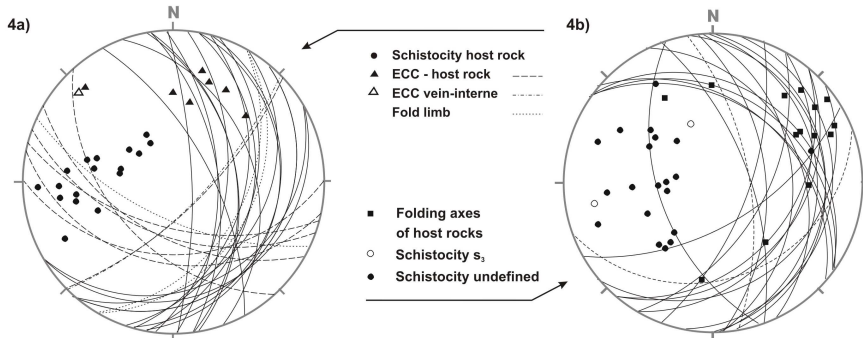 4a)
N
Schistocity host rock
ECC - host rock
ECC vein-interne
Fold limb
4b)
N
Folding axes
of host rocks
Schistocity s₃
Schistocity undefined